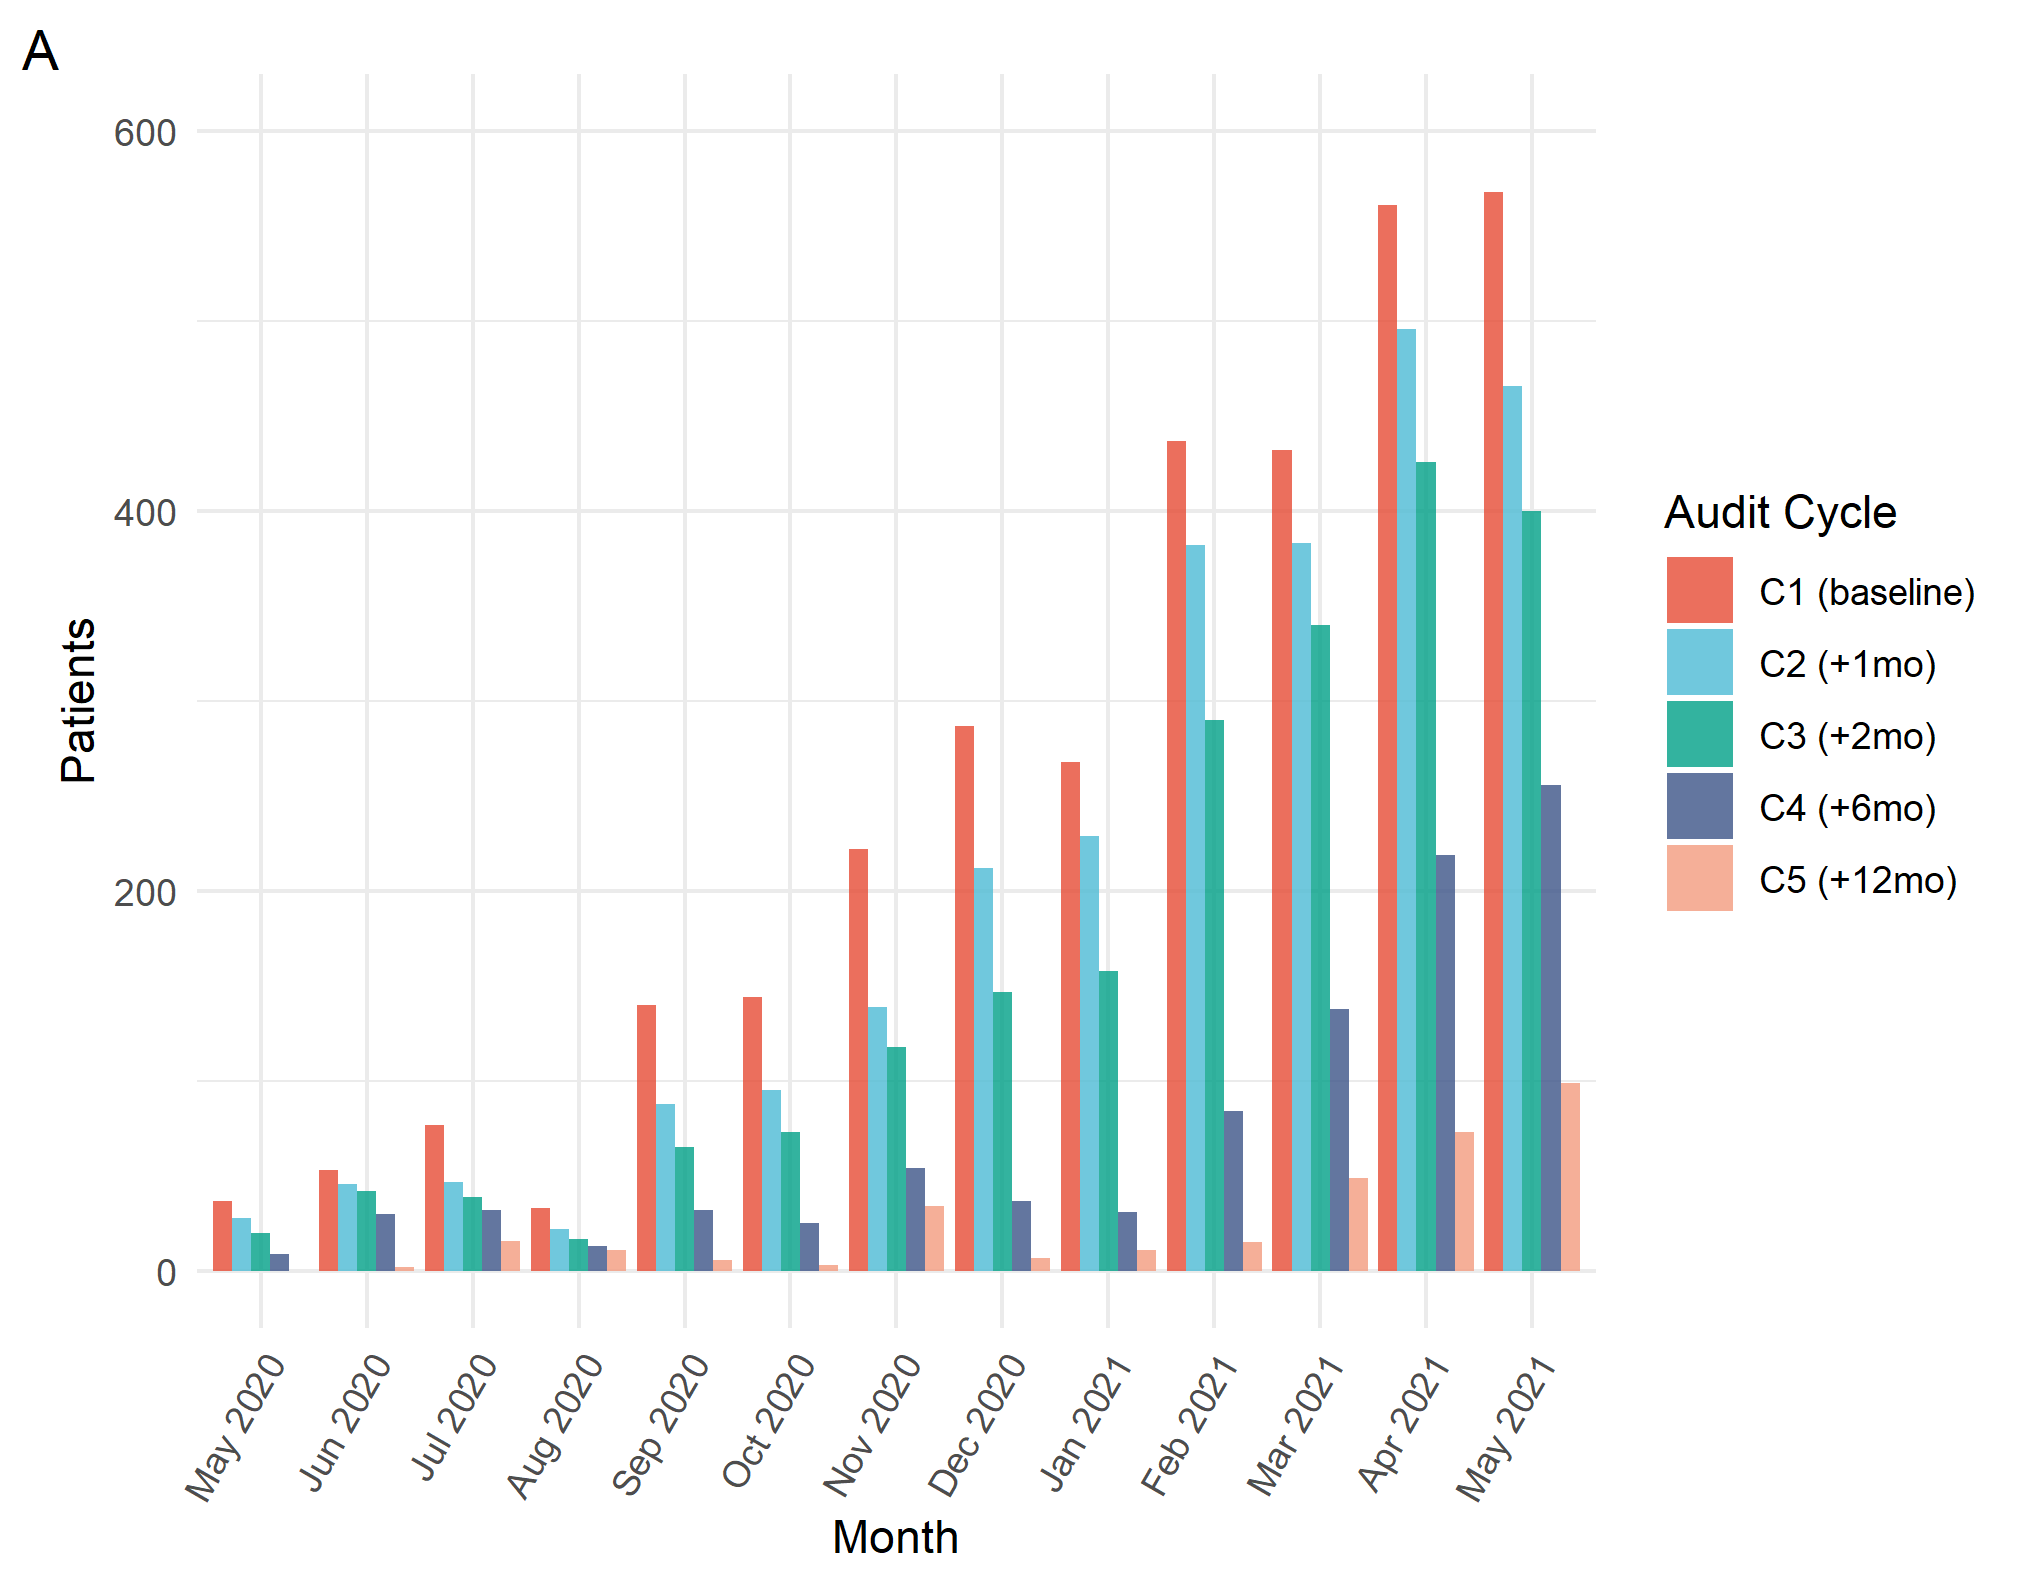 A
600
400
200
0
Patients
May 2020
Jun 2020
Jul 2020
Aug 2020
Sep 2020
Oct 2020
Nov 2020
Dec 2020
Jan 2021
Feb 2021
Mar 2021
Apr 2021
May 2021
Month
Audit Cycle
C1 (baseline)
C2 (+1mo)
C3 (+2mo)
C4 (+6mo)
C5 (+12mo)